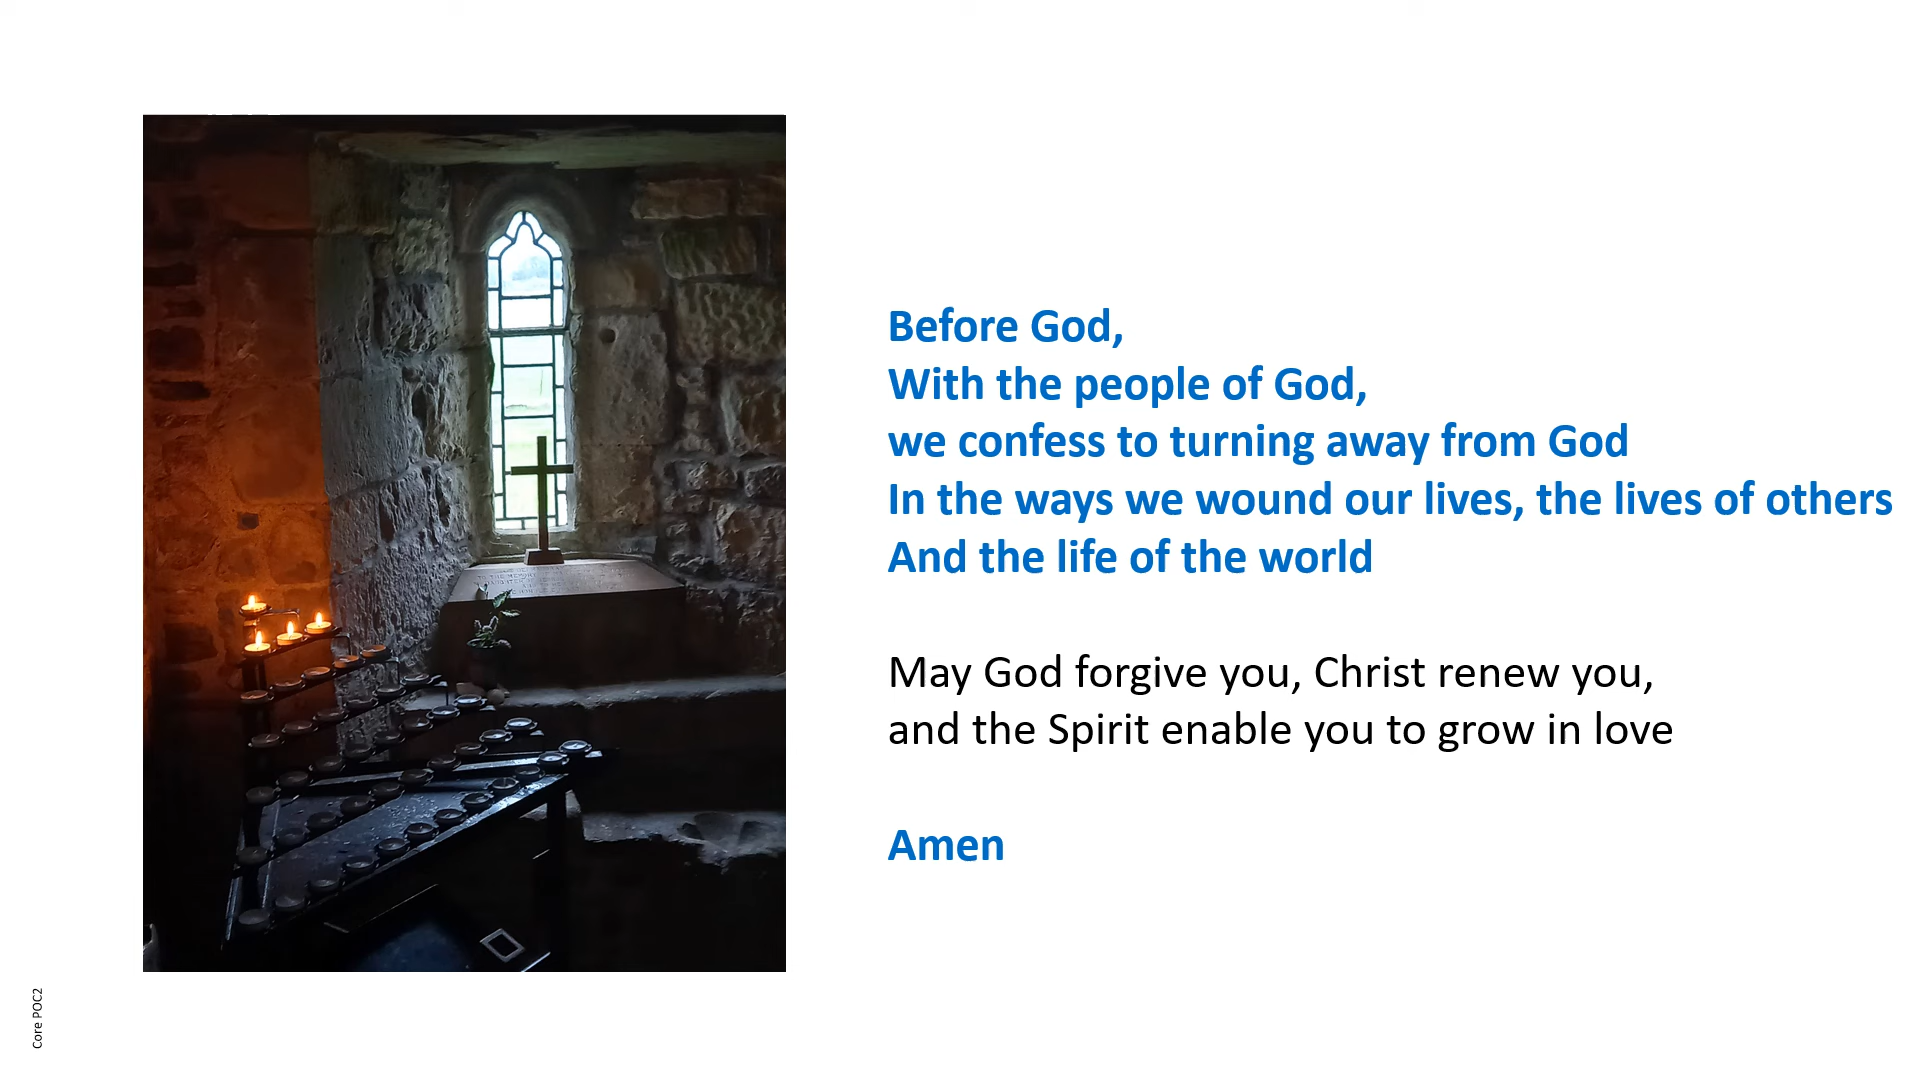 Before God,
With the people of God,
we confess to turning away from God
In the ways we wound our lives, the lives of others
And the life of the world
May God forgive you, Christ renew you,
and the Spirit enable you to grow in love
Amen
Core POC2